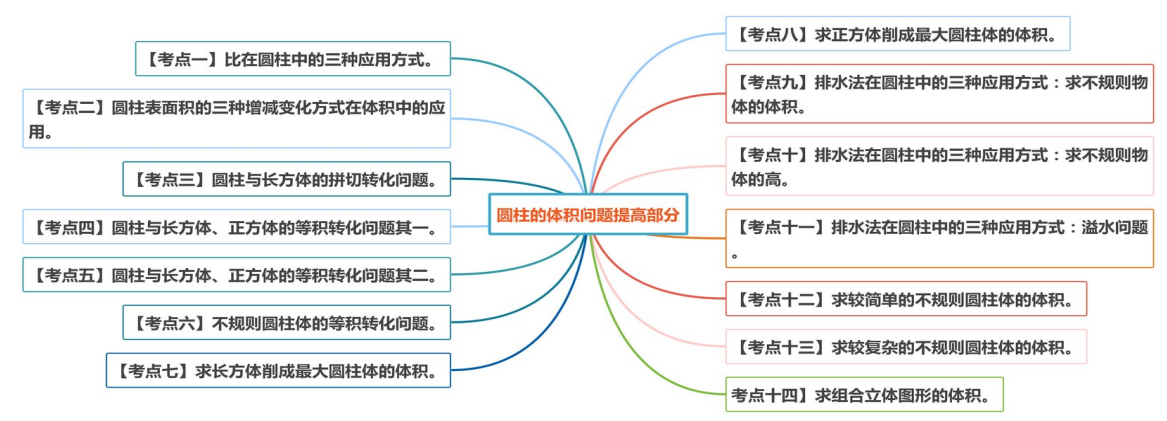 【考点一】比在圆柱中的三种应用方式。
【考点二】圆柱表面积的三种增减变化方式在体积中的应
用。
【考点三】圆柱与长方体的拼切转化问题。
【考点四】圆柱与长方体、正方体的等积转化问题其一。
【考点五】圆柱与长方体、正方体的等积转化问题其二。
【考点六】不规则圆柱体的等积转化问题。
【考点七】求长方体削成最大圆柱体的体积。
圆柱的体积问题提高部分
【考点八】求正方体削成最大圆柱体的体积。
【考点九】排水法在圆柱中的三种应用方式：求不规则物
体的体积。
【考点十】排水法在圆柱中的三种应用方式：求不规则物
体的高。
【考点十一】排水法在圆柱中的三种应用方式：溢水问题
。
【考点十二】求较简单的不规则圆柱体的体积。
【考点十三】求较复杂的不规则圆柱体的体积。
考点十四】求组合立体图形的体积。